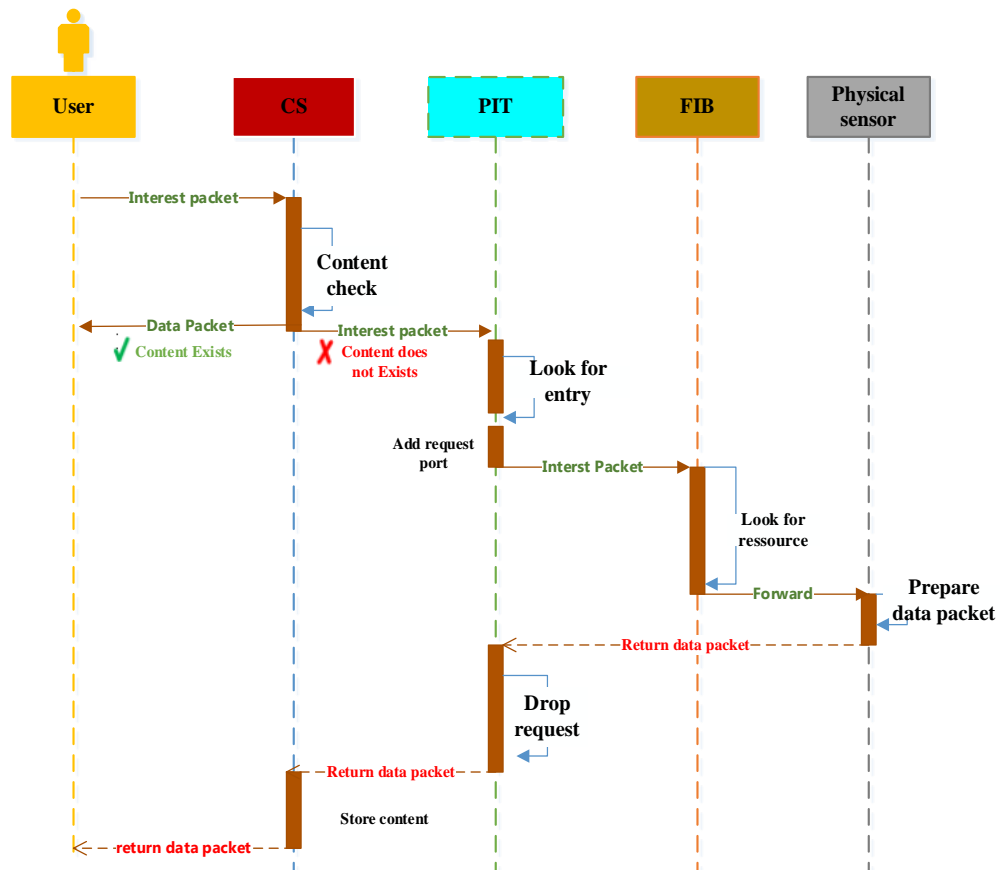 User
CS
PIT
FIB
Physical
sensor
Interest packet
Content
check
Data Packet
Interest packet
Content Exists
Content does
not Exists
Look for
entry
Add request
port
Interst Packet
Look for
ressource
Forward
Prepare
data packet
Return data packet
Drop
request
Return data packet
Store content
return data packet